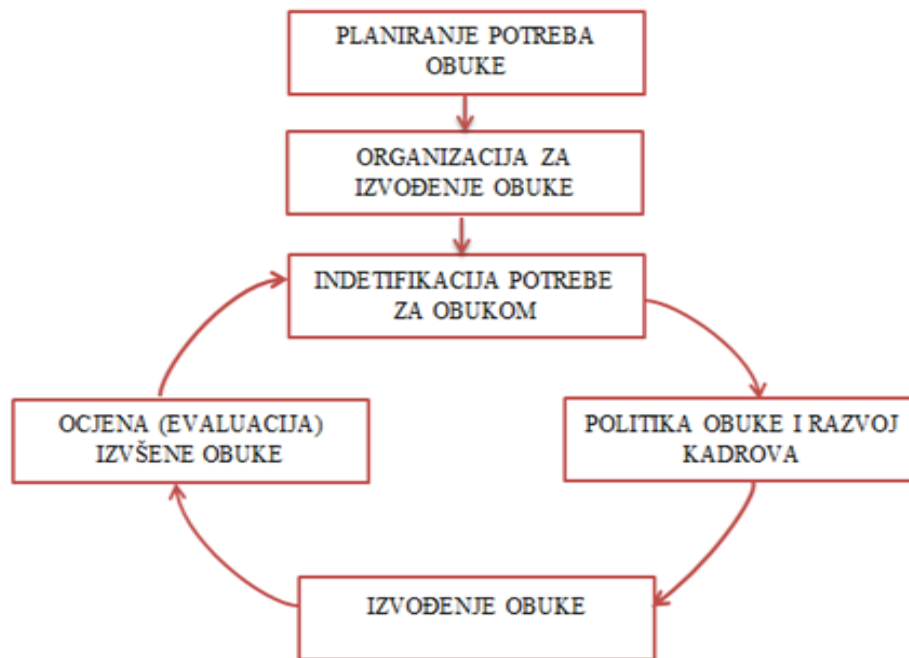 PLANIRANJE POTREBA
OBUKE
ORGANIZACIJA ZA
IZVOĐENJE OBUKE
INDETIFIKACIJA POTREBE
ZA OBUKOM
OCJENA (EVALUACIJA)
IZVŠENE OBUKE
POLITIKA OBUKE I RAZVOJ
KADROVA
IZVOĐENJE OBUKE